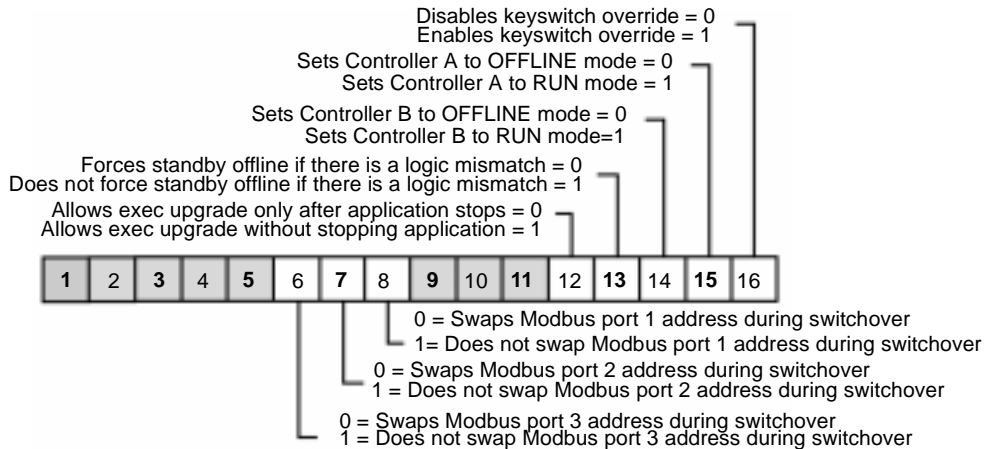 Disables keyswitch override = 0
Enables keyswitch override = 1
Sets Controller A to OFFLINE mode = 0
Sets Controller A to RUN mode = 1
Sets Controller B to OFFLINE mode = 0
Sets Controller B to RUN mode=1
Forces standby offline if there is a logic mismatch = 0
Does not force standby offline if there is a logic mismatch = 1
Allows exec upgrade only after application stops = 0
Allows exec upgrade without stopping application = 1
1 2 3 4 5 6 7 8 9 10 11 12 13 14 15 16
0 = Swaps Modbus port 1 address during switchover
1= Does not swap Modbus port 1 address during switchover
0 = Swaps Modbus port 2 address during switchover
1 = Does not swap Modbus port 2 address during switchover
0 = Swaps Modbus port 3 address during switchover
1 = Does not swap Modbus port 3 address during switchover